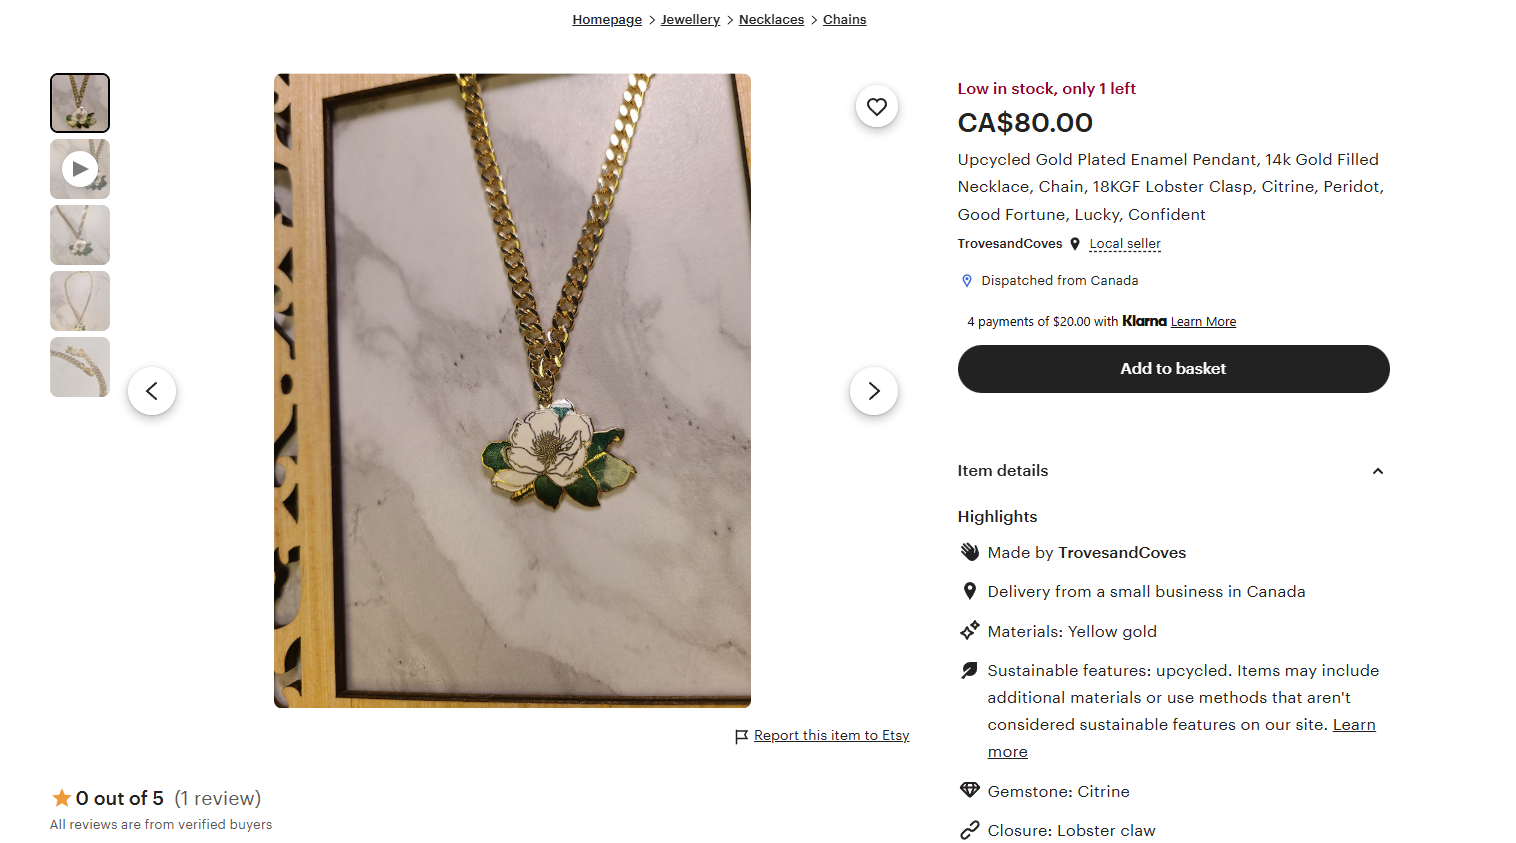 Homepage > Jewellery > Necklaces > Chains
Low in stock, only 1 left
CA$80.00
Upcycled Gold Plated Enamel Pendant, 14k Gold Filled
Necklace, Chain, 18KGF Lobster Clasp, Citrine, Peridot,
Good Fortune, Lucky, Confident
TrovesandCoves Local seller
Dispatched from Canada
4 payments of $20.00 with Klarna Learn More
Add to basket
Item details
Highlights
Made by TrovesandCoves
Delivery from a small business in Canada
Materials: Yellow gold
Sustainable features: upcycled. Items may include
additional materials or use methods that aren't
considered sustainable features on our site. Learn
more
Gemstone: Citrine
Closure: Lobster claw
Report this item to Etsy
0 out of 5 (1 review)
All reviews are from verified buyers